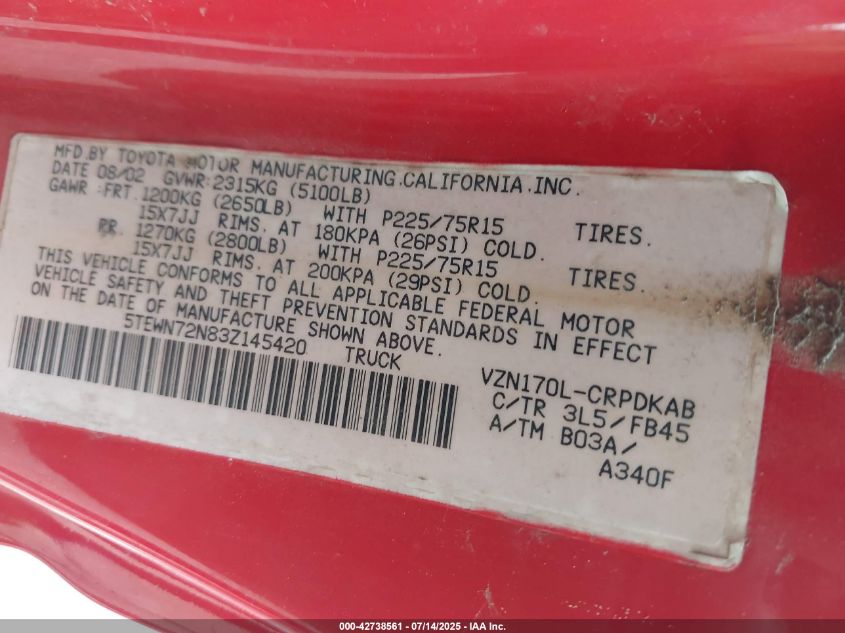 MFD.BY TOYOTA MOTOR MANUFACTURING.CALIFORNIA.INC.
DATE 08/02 GVWR:2315KG (5100LB)
GAWR :FRT.1200KG (2650LB) WITH P225/75R15 TIRES.
15X7JJ RIMS. AT 180KPA (26PSI) COLD.
RR. 1270KG (2800LB) WITH P225/75R15 TIRES.
15X7JJ RIMS. AT 200KPA (29PSI) COLD.
THIS VEHICLE CONFORMS TO ALL APPLICABLE FEDERAL MOTOR
VEHICLE SAFETY AND THEFT PREVENTION STANDARDS IN EFFECT
ON THE DATE OF MANUFACTURE SHOWN ABOVE.
5TEWN72N83Z145420 TRUCK
VZN170L-CRPDKAB
C/TR 3L5/FB45
A/TM B03A/
A340F
000-42738561 - 07/14/2025 - IAA Inc.